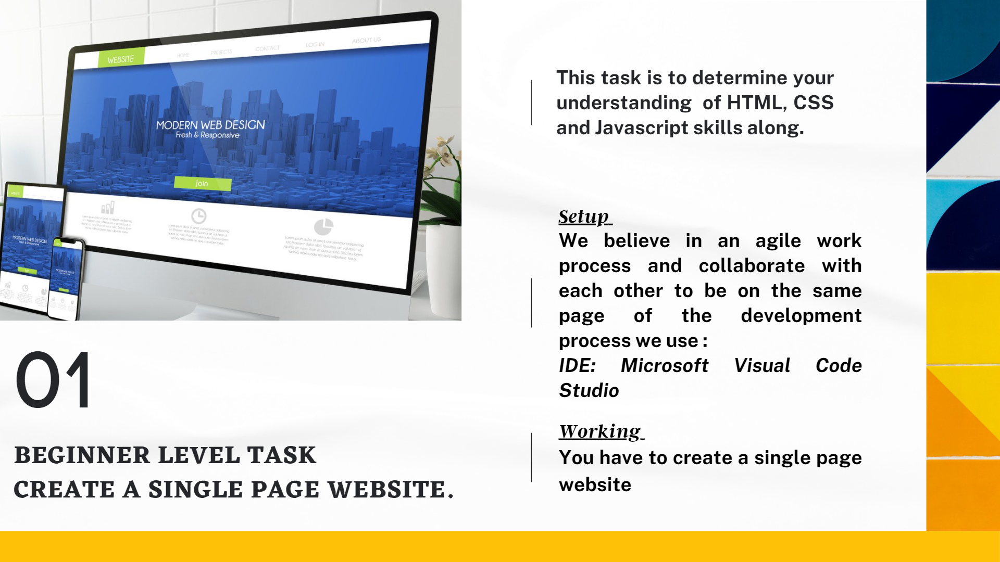 WEBSITE
HOME PROJECTS CONTACT LOG IN ABOUT US
MODERN WEB DESIGN
Fresh & Responsive
Join
MODERN WEB DESIGN
Fresh & Responsive
01
BEGINNER LEVEL TASK
CREATE A SINGLE PAGE WEBSITE.
This task is to determine your
understanding of HTML, CSS
and Javascript skills along.
Setup
We believe in an agile work
process and collaborate with
each other to be on the same
page of the development
process we use :
IDE: Microsoft Visual Code
Studio
Working
You have to create a single page
website